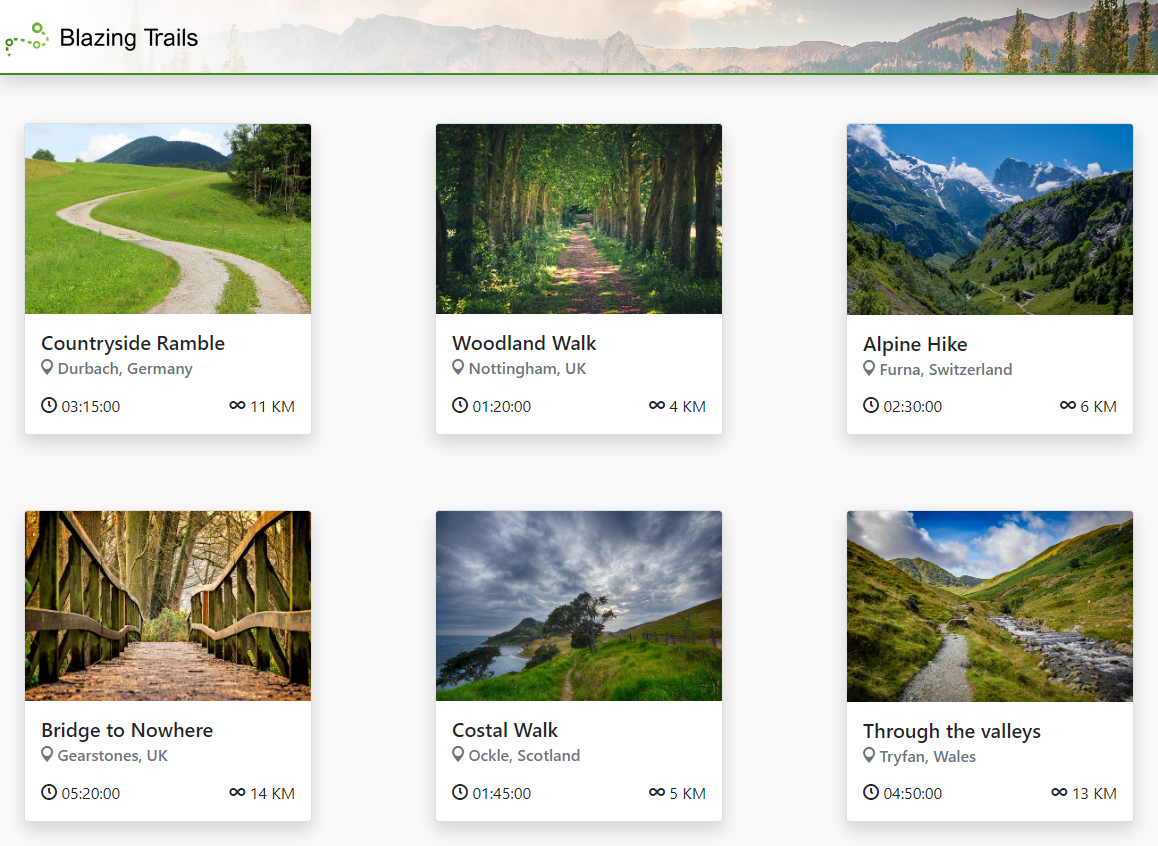 Blazing Trails
Countryside Ramble
Durbach, Germany
03:15:00 11 KM
Woodland Walk
Nottingham, UK
01:20:00 4 KM
Alpine Hike
Furna, Switzerland
02:30:00 6 KM
Bridge to Nowhere
Gearstones, UK
05:20:00 14 KM
Costal Walk
Ockle, Scotland
01:45:00 5 KM
Through the valleys
Tryfan, Wales
04:50:00 13 KM